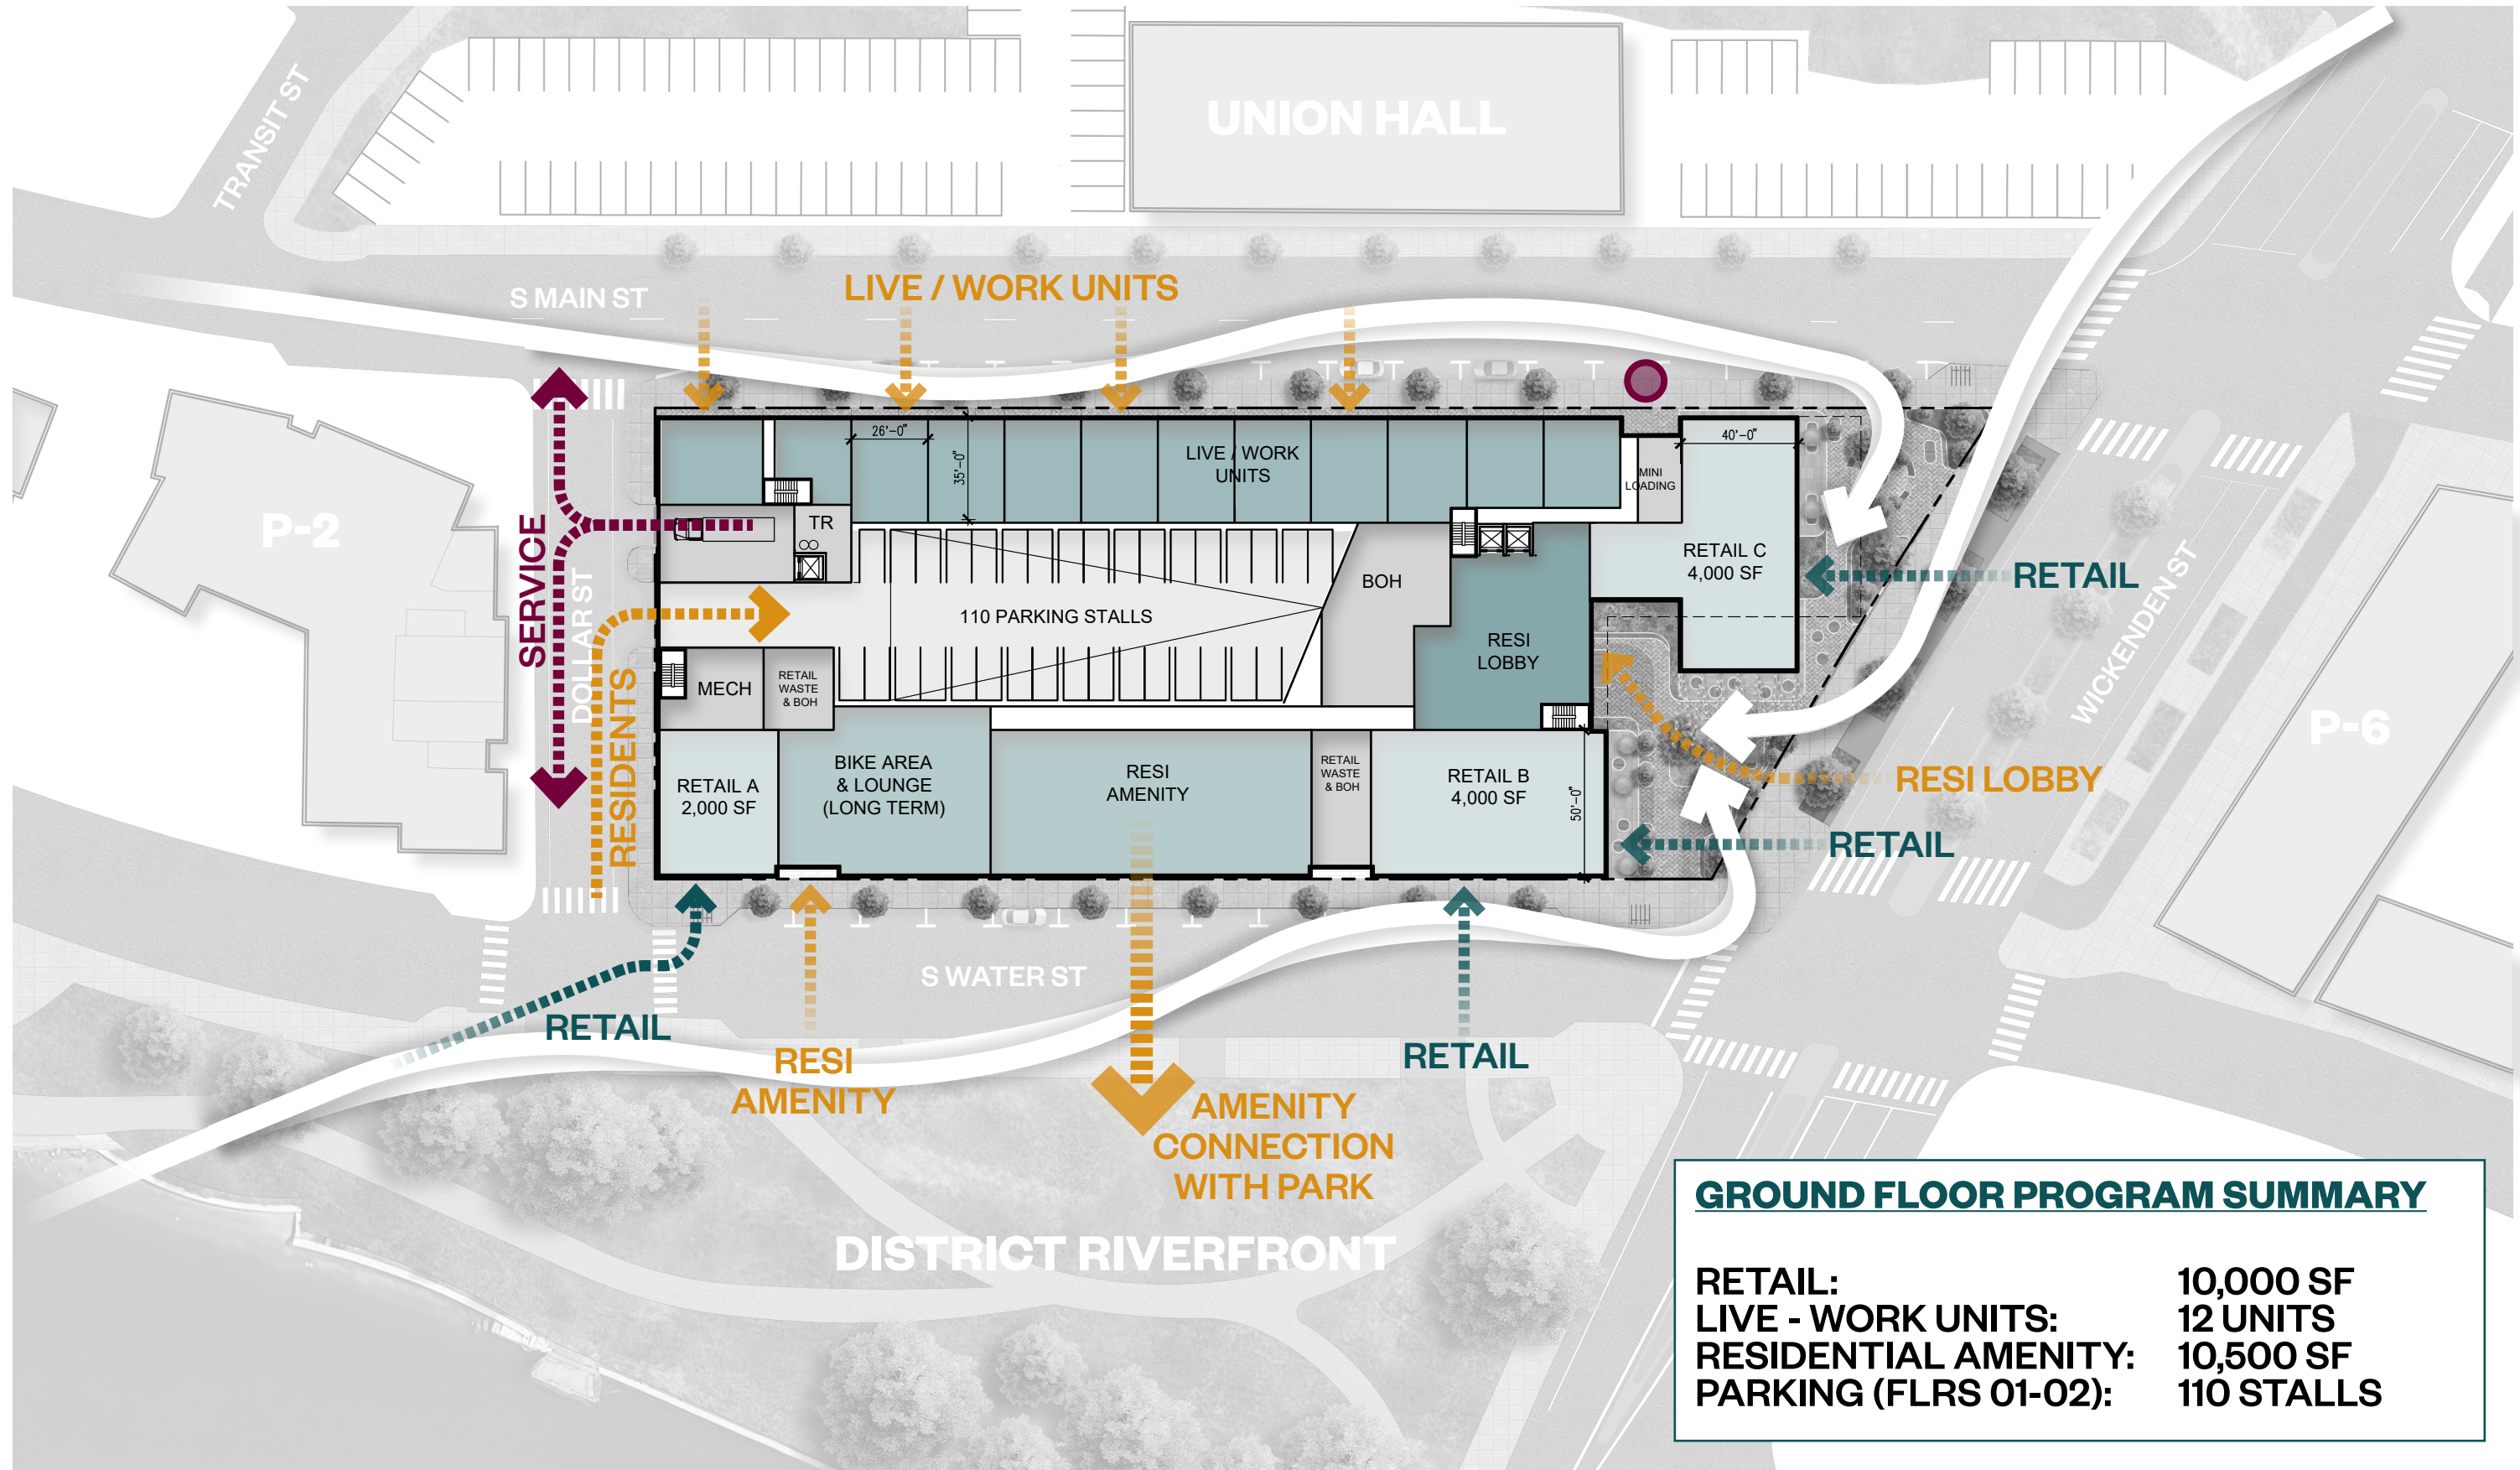 UNION HALL
TRANSIT ST
S MAIN ST
LIVE / WORK UNITS
26'-0"
35'-0"
LIVE / WORK
UNITS
40'-0"
MINI
LOADING
P-2
SERVICE
DOLLAR ST
RESIDENTS
TR
110 PARKING STALLS
BOH
RETAIL C
4,000 SF
RETAIL
RESI
LOBBY
WICKENDEN ST
P-6
MECH
RETAIL
WASTE
& BOH
RETAIL A
2,000 SF
BIKE AREA
& LOUNGE
(LONG TERM)
RESI
AMENITY
RETAIL
WASTE
& BOH
RETAIL B
4,000 SF
50'-0"
RESI LOBBY
RETAIL
S WATER ST
RETAIL
RESI
AMENITY
RETAIL
AMENITY
CONNECTION
WITH PARK
DISTRICT RIVERFRONT
GROUND FLOOR PROGRAM SUMMARY
RETAIL: 10,000 SF
LIVE - WORK UNITS: 12 UNITS
RESIDENTIAL AMENITY: 10,500 SF
PARKING (FLRS 01-02): 110 STALLS